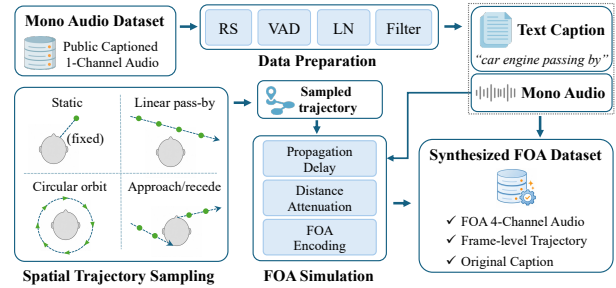 Mono Audio Dataset
Public Captioned
1-Channel Audio
RS
VAD
LN
Filter
Data Preparation
Text Caption
"car engine passing by"
Mono Audio
Static
(fixed)
Linear pass-by
Circular orbit
Approach/recede
Spatial Trajectory Sampling
Sampled
trajectory
Propagation
Delay
Distance
Attenuation
FOA
Encoding
FOA Simulation
Synthesized FOA Dataset
✓ FOA 4-Channel Audio
✓ Frame-level Trajectory
✓ Original Caption